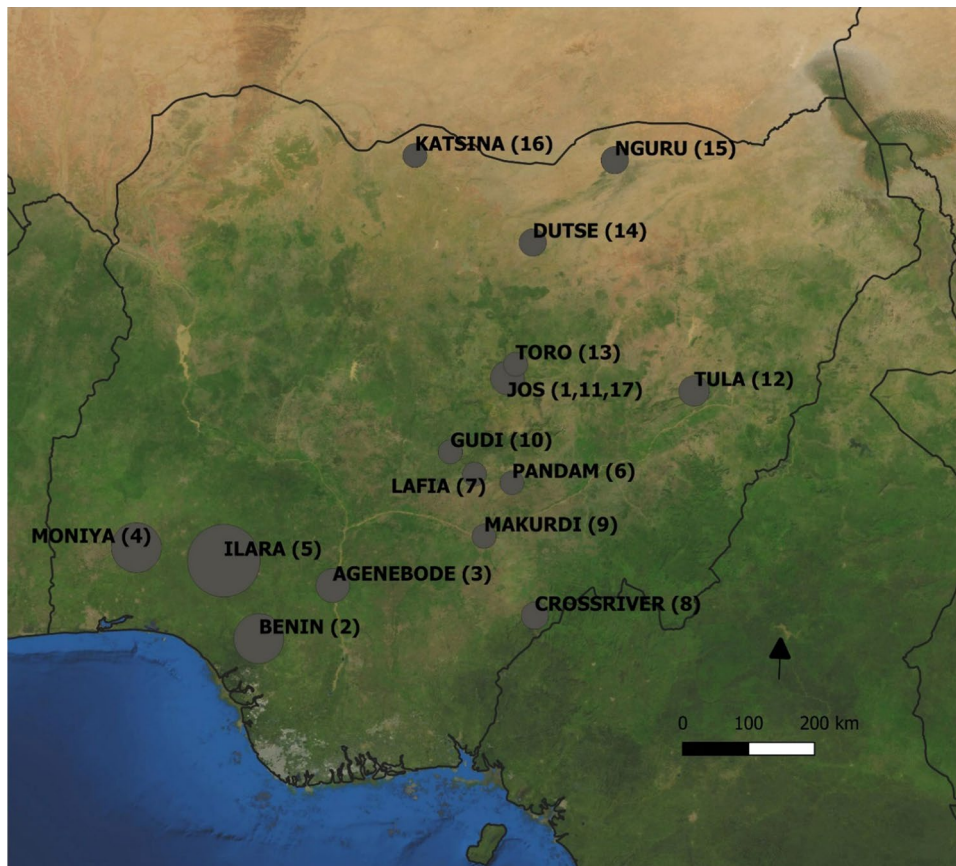 KATSINA (16)
NGURU (15)
DUTSE (14)
TORO (13)
JOS (1,11,17)
TULA (12)
GUDI (10)
LAFIA (7)
PANDAM (6)
MAKURDI (9)
MONIYA (4)
ILARA (5)
AGENEBODE (3)
CROSSRIVER (8)
BENIN (2)
0 100 200 km